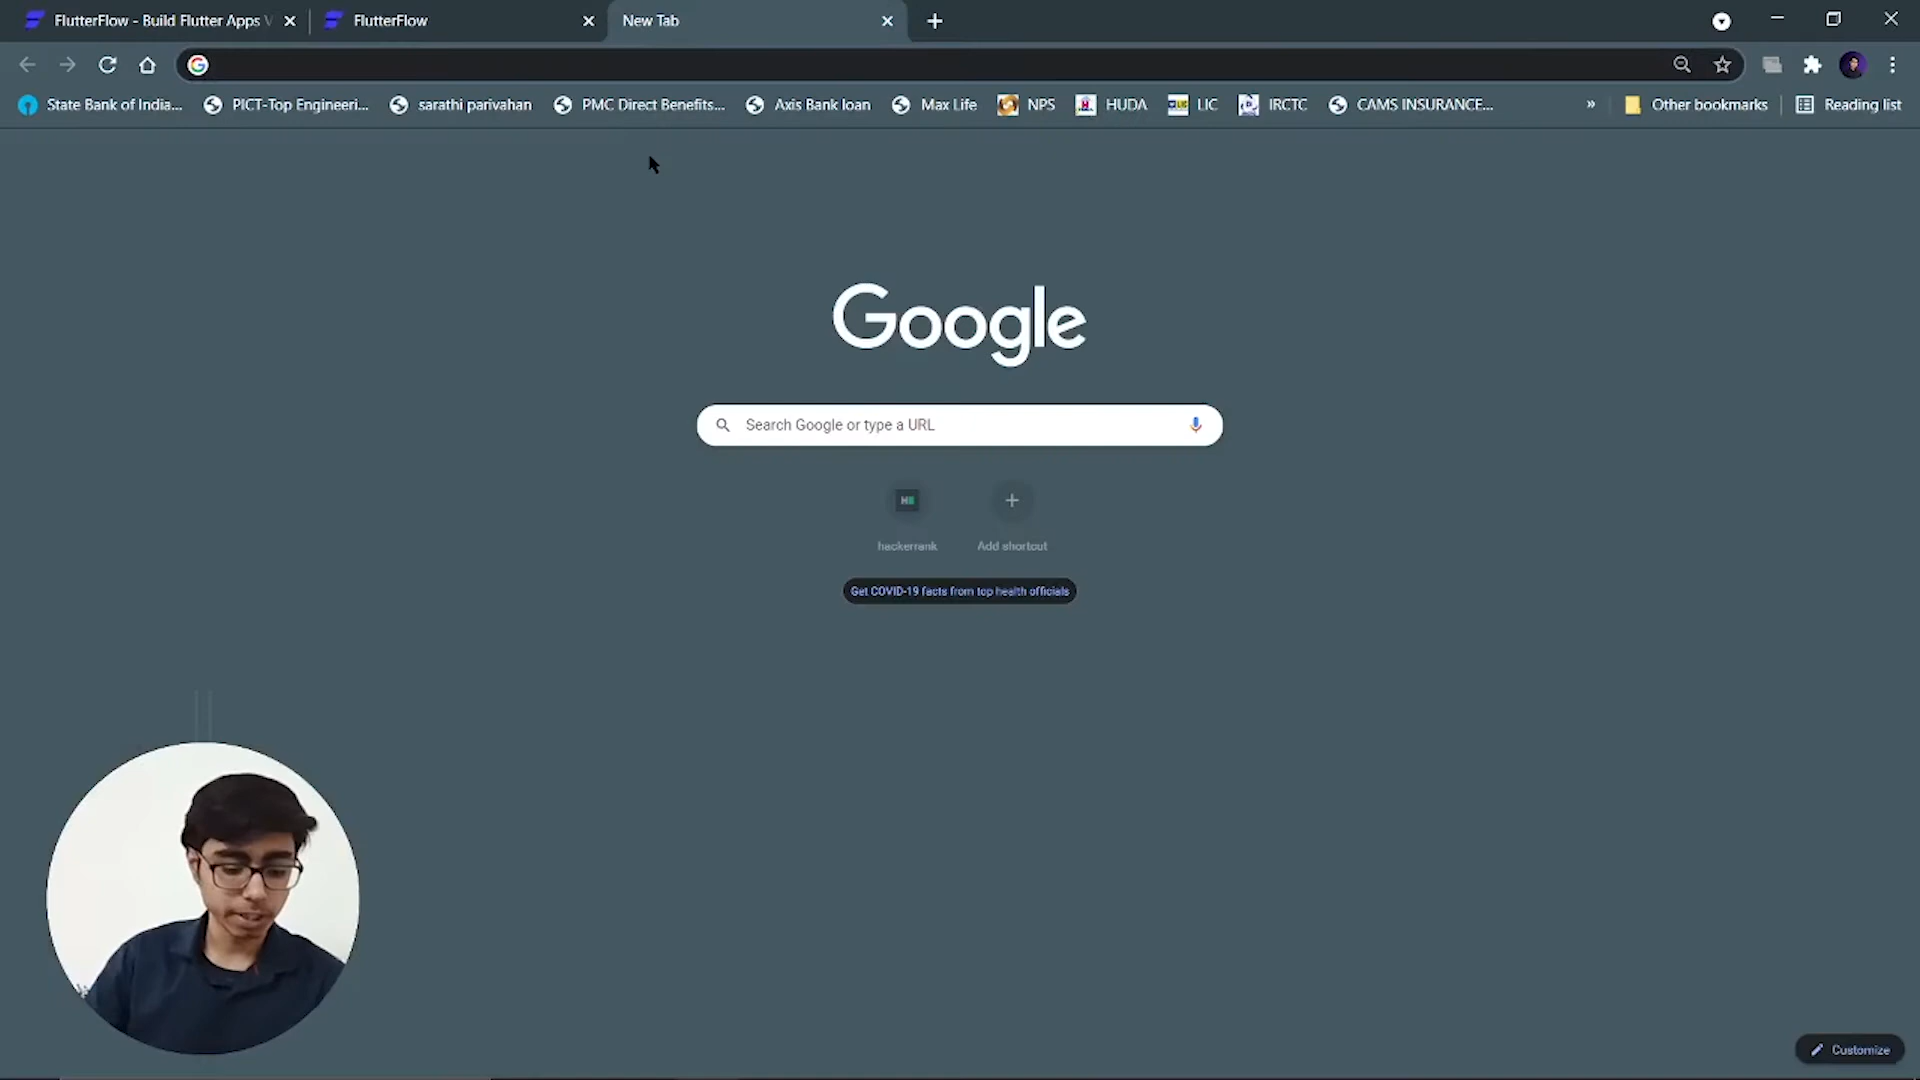 FlutterFlow - Build Flutter Apps V
FlutterFlow
New Tab
State Bank of India...
PICT-Top Engineeri...
sarathi parivahan
PMC Direct Benefits...
Axis Bank loan
Max Life
NPS
HUDA
LIC
IRCTC
CAMS INSURANCE...
»
Other bookmarks
Reading list
Google
Search Google or type a URL
hackerrank
Add shortcut
Get COVID-19 facts from top health officials
Customize